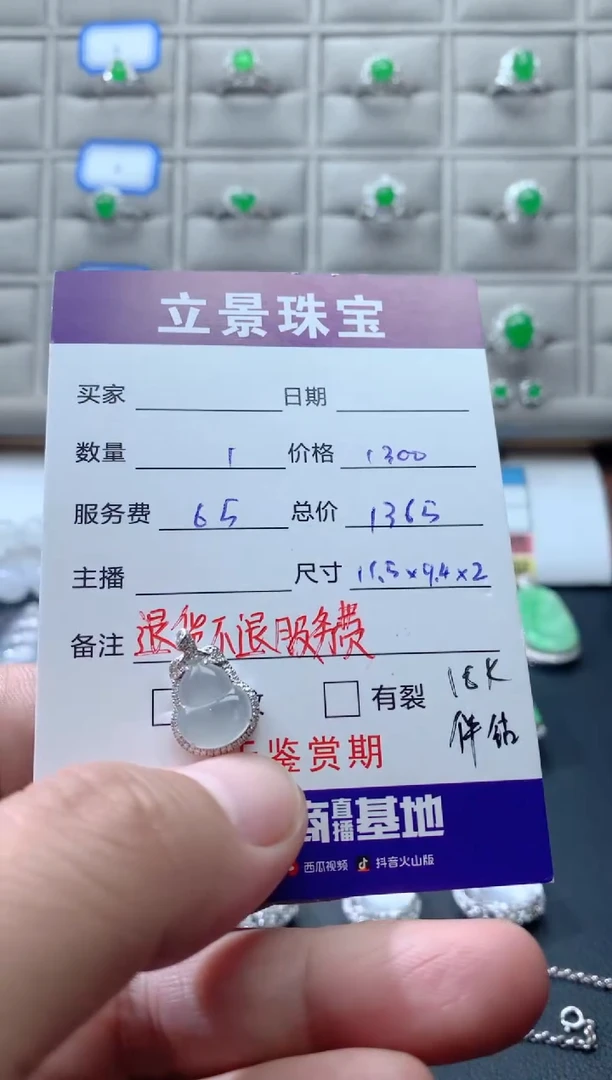 立景珠宝
买家 日期
数量 1 价格 1300
服务费 65 总价 1365
主播 尺寸 11.5×9.4×2
备注 退货不退服务费
有裂 18K
伴钻
鉴赏期
商直播基地
西瓜视频 抖音火山版